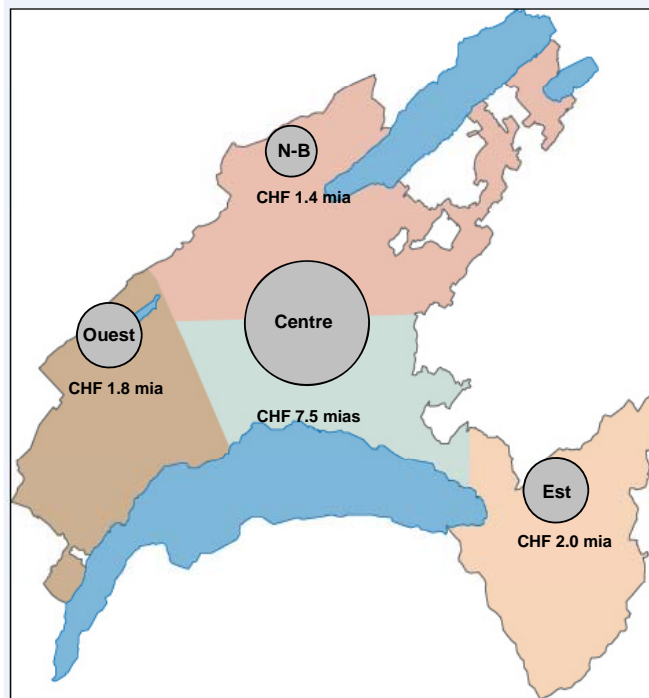 N-B
CHF 1.4 mia
Centre
Ouest
CHF 1.8 mia
CHF 7.5 mias
Est
CHF 2.0 mia